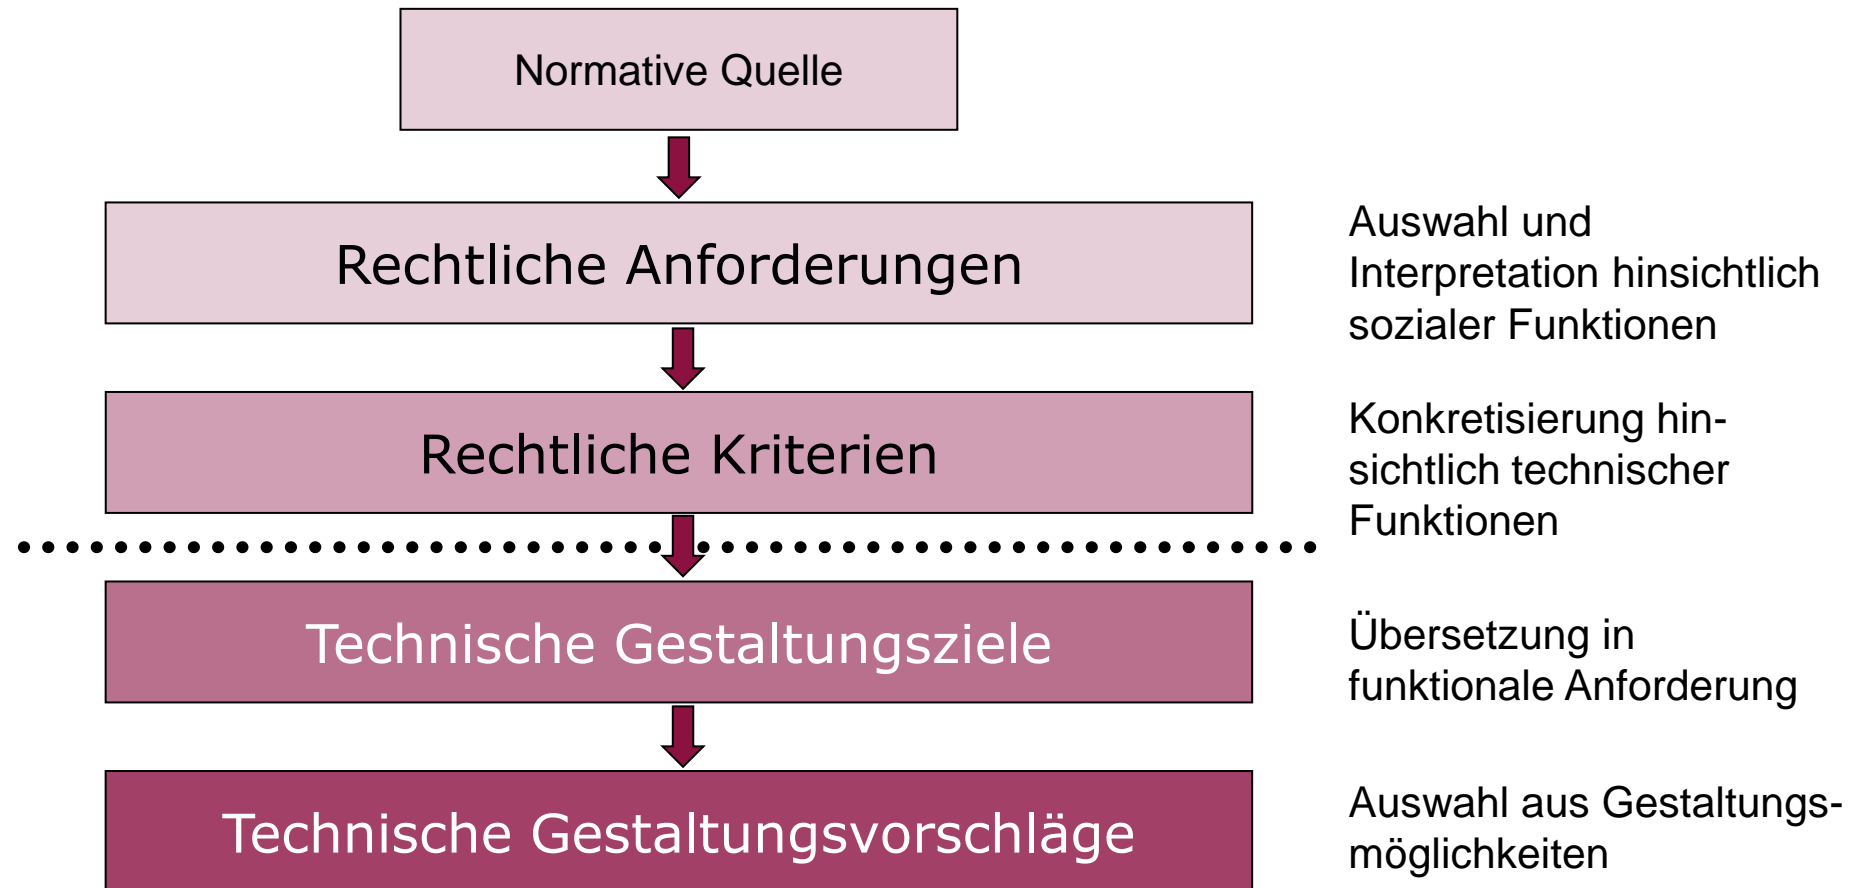 Normative Quelle
Rechtliche Anforderungen
Auswahl und
Interpretation hinsichtlich
sozialer Funktionen
Rechtliche Kriterien
Konkretisierung hin-
sichtlich technischer
Funktionen
Technische Gestaltungsziele
Übersetzung in
funktionale Anforderung
Technische Gestaltungsvorschläge
Auswahl aus Gestaltungs-
möglichkeiten